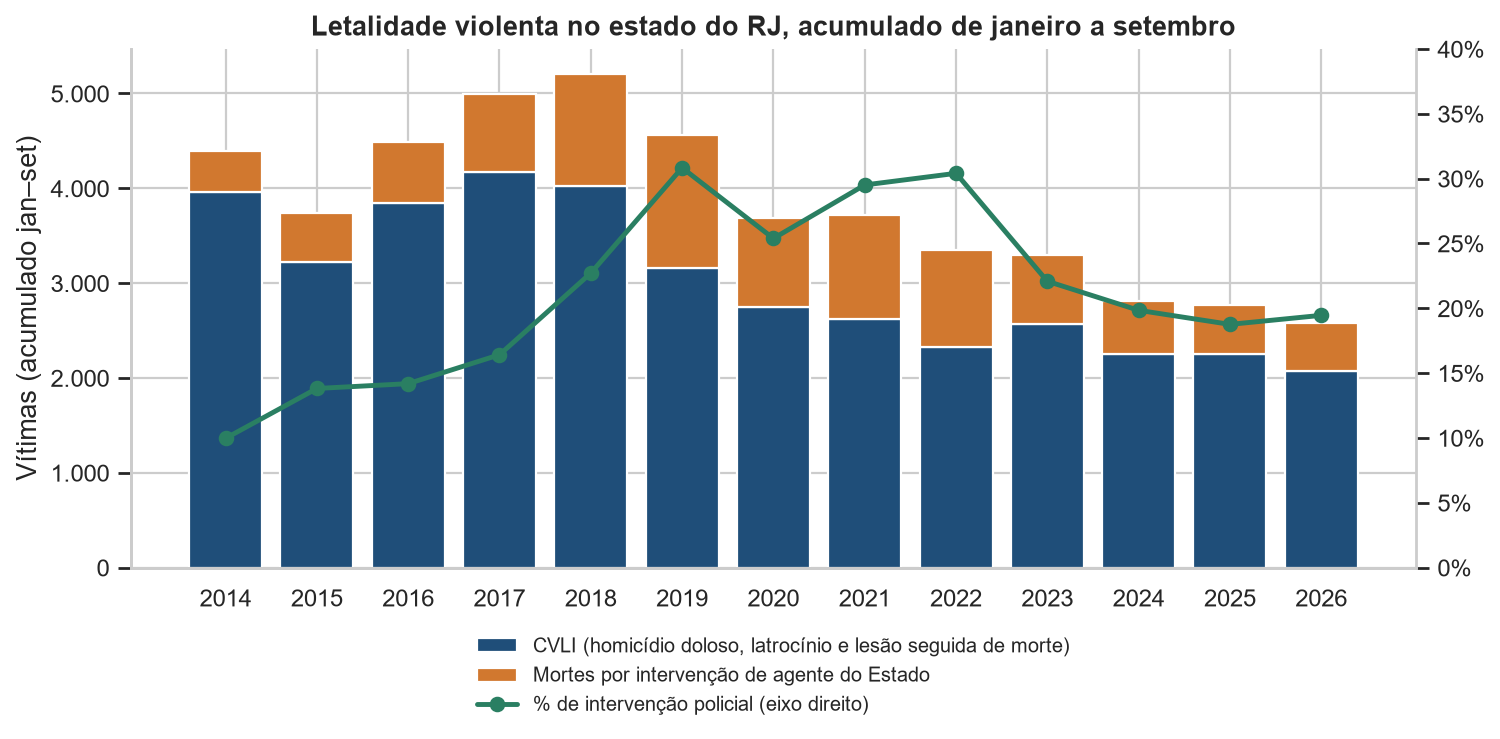 Letalidade violenta no estado do RJ, acumulado de janeiro a setembro
Vítimas (acumulado jan–set)
5.000
4.000
3.000
2.000
1.000
0
40%
35%
30%
25%
20%
15%
10%
5%
0%
2014 2015 2016 2017 2018 2019 2020 2021 2022 2023 2024 2025 2026
CVLI (homicídio doloso, latrocínio e lesão seguida de morte)
Mortes por intervenção de agente do Estado
% de intervenção policial (eixo direito)